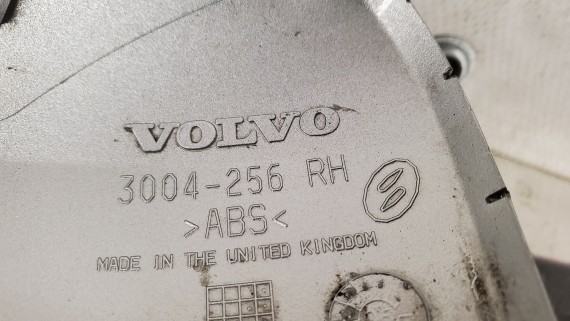 VOLVO
3004-256 RH
>ABS<
MADE IN THE UNITED KINGDOM